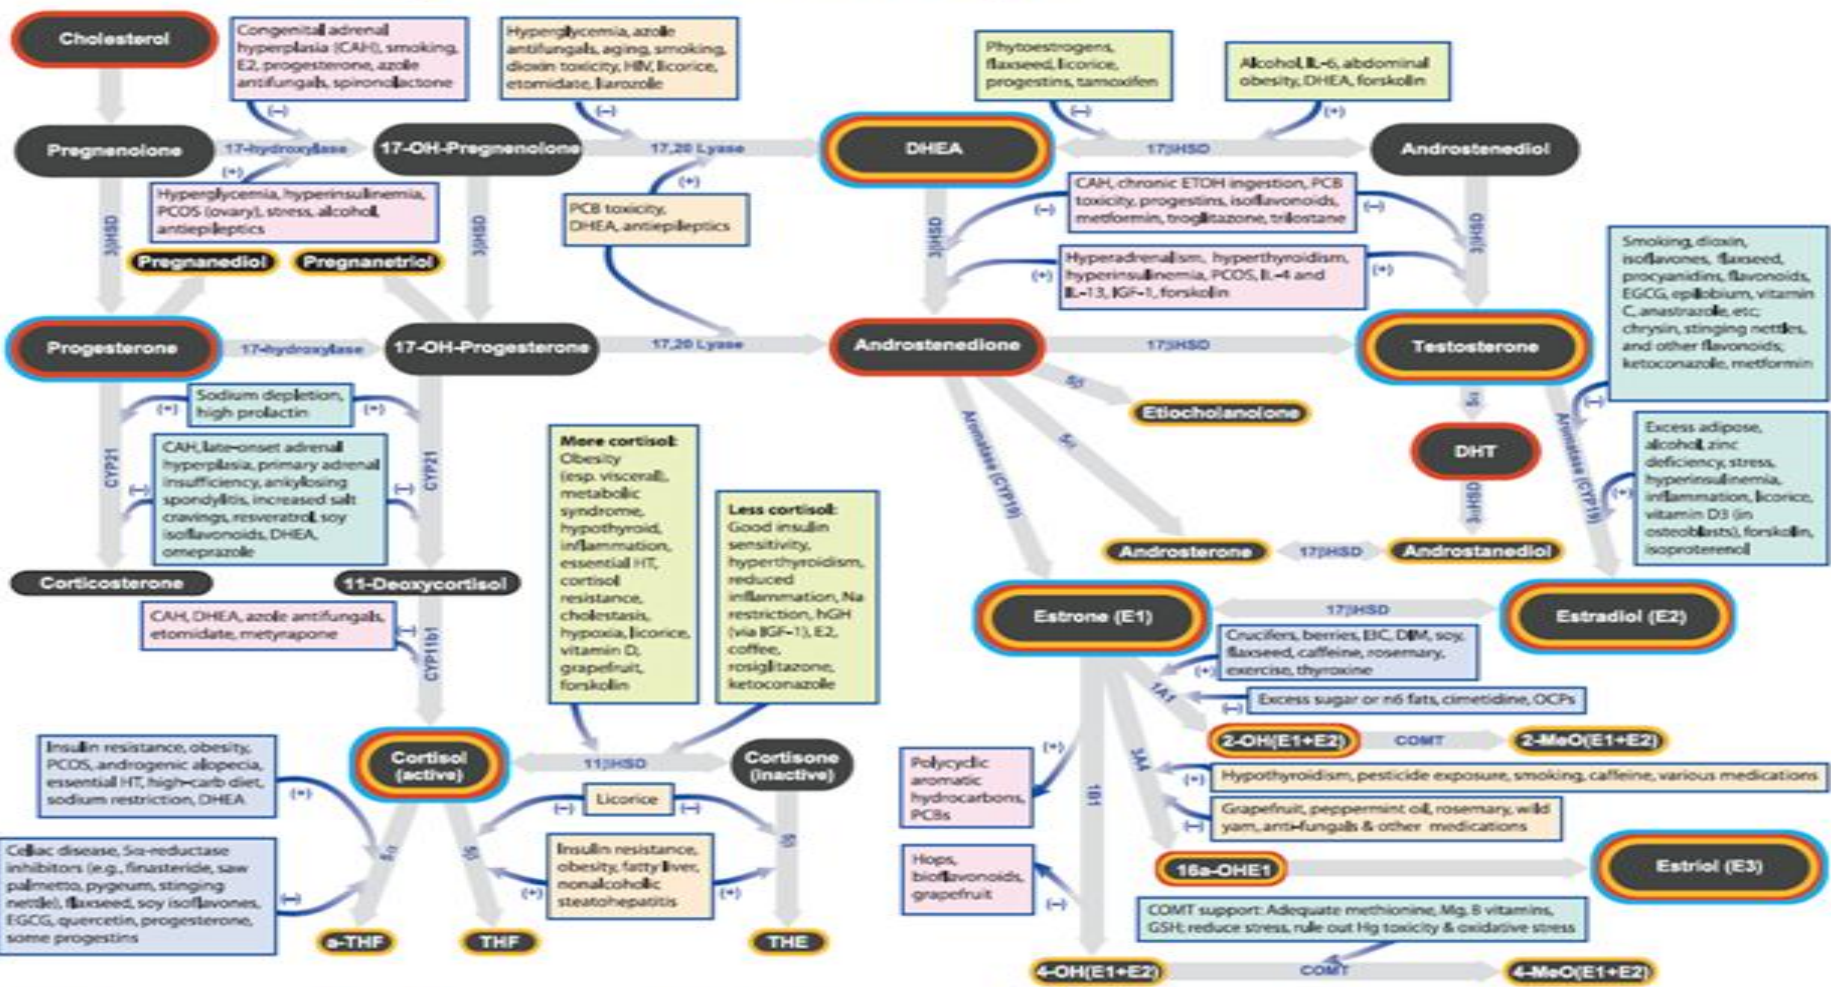 Cholesterol
Congenital adrenal
hyperplasia (CAH), smoking,
E2, progesterone, azole
antifungals, spironolactone
Hyperglycemia, azole
antifungals, aging, smoking,
dioxin toxicity, HIV, licorice,
etomidate, liarozole
Phytoestrogens,
flaxseed, licorice,
progestins, tamoxifen
Alcohol, IL-6, abdominal
obesity, DHEA, forskolin
(-)
(-)
(-)
(+)
Pregnenolone
17-hydroxylase
17-OH-Pregnenolone
17,20 Lyase
DHEA
17βHSD
Androstenediol
(+)
(+)
Hyperglycemia, hyperinsulinemia,
PCOS (ovary), stress, alcohol,
antiepileptics
PCB toxicity,
DHEA, antiepileptics
CAH, chronic ETOH ingestion, PCB
toxicity, progestins, isoflavonoids,
metformin, troglitazone, trilostane
(-)
(-)
3βHSD
3βHSD
3βHSD
3βHSD
Pregnanediol
Pregnanetriol
Hyperadrenalism, hyperthyroidism,
hyperinsulinemia, PCOS, IL-4 and
IL-13, IGF-1, forskolin
(+)
(+)
Smoking, dioxin,
isoflavones, flaxseed,
procyanidins, flavonoids,
EGCG, epilobium, vitamin
C, anastrazole, etc;
chrysin, stinging nettles,
and other flavonoids;
ketoconazole, metformin
(-)
Progesterone
17-hydroxylase
17-OH-Progesterone
17,20 Lyase
Androstenedione
17βHSD
Testosterone
Sodium depletion,
high prolactin
(+)
(+)
5β
Etiocholanolone
5α
5α
DHT
3αHSD
Aromatase (CYP19)
Aromatase (CYP19)
Excess adipose,
alcohol, zinc
deficiency, stress,
hyperinsulinemia,
inflammation, licorice,
vitamin D3 (in
osteoblasts), forskolin,
isoproterenol
(+)
CYP21
CYP21
CAH, late-onset adrenal
hyperplasia, primary adrenal
insufficiency, ankylosing
spondylitis, increased salt
cravings, resveratrol, soy
isoflavonoids, DHEA,
omeprazole
(-)
(-)
More cortisol:
Obesity
(esp. visceral),
metabolic
syndrome,
hypothyroid,
inflammation,
essential HT,
cortisol
resistance,
cholestasis,
hypoxia, licorice,
vitamin D,
grapefruit,
forskolin
Less cortisol:
Good insulin
sensitivity,
hyperthyroidism,
reduced
inflammation, Na
restriction, hGH
(via IGF-1), E2,
coffee,
rosiglitazone,
ketoconazole
Androsterone
17βHSD
Androstanediol
Corticosterone
11-Deoxycortisol
CAH, DHEA, azole antifungals,
etomidate, metyrapone
(-)
CYP11b1
Estrone (E1)
17βHSD
Estradiol (E2)
Crucifers, berries, I3C, DIM, soy,
flaxseed, caffeine, rosemary,
exercise, thyroxine
(+)
1A1
Excess sugar or n6 fats, cimetidine, OCPs
(-)
2-OH(E1+E2)
COMT
2-MeO(E1+E2)
Insulin resistance, obesity,
PCOS, androgenic alopecia,
essential HT, high-carb diet,
sodium restriction, DHEA
(+)
Cortisol
(active)
11βHSD
Cortisone
(inactive)
Licorice
(-)
(-)
Polycyclic
aromatic
hydrocarbons,
PCBs
(+)
3A4
Hypothyroidism, pesticide exposure, smoking, caffeine, various medications
(+)
Grapefruit, peppermint oil, rosemary, wild
yam, anti-fungals & other medications
(-)
1B1
Celiac disease, 5α-reductase
inhibitors (e.g., finasteride, saw
palmetto, pygeum, stinging
nettle), flaxseed, soy isoflavones,
EGCG, quercetin, progesterone,
some progestins
(-)
5α
5β
5β
Insulin resistance,
obesity, fatty liver,
nonalcoholic
steatohepatitis
(+)
(+)
Hops,
bioflavonoids,
grapefruit
(-)
16a-OHE1
Estriol (E3)
COMT support: Adequate methionine, Mg, B vitamins,
GSH; reduce stress, rule out Hg toxicity & oxidative stress
a-THF
THF
THE
4-OH(E1+E2)
COMT
4-MeO(E1+E2)